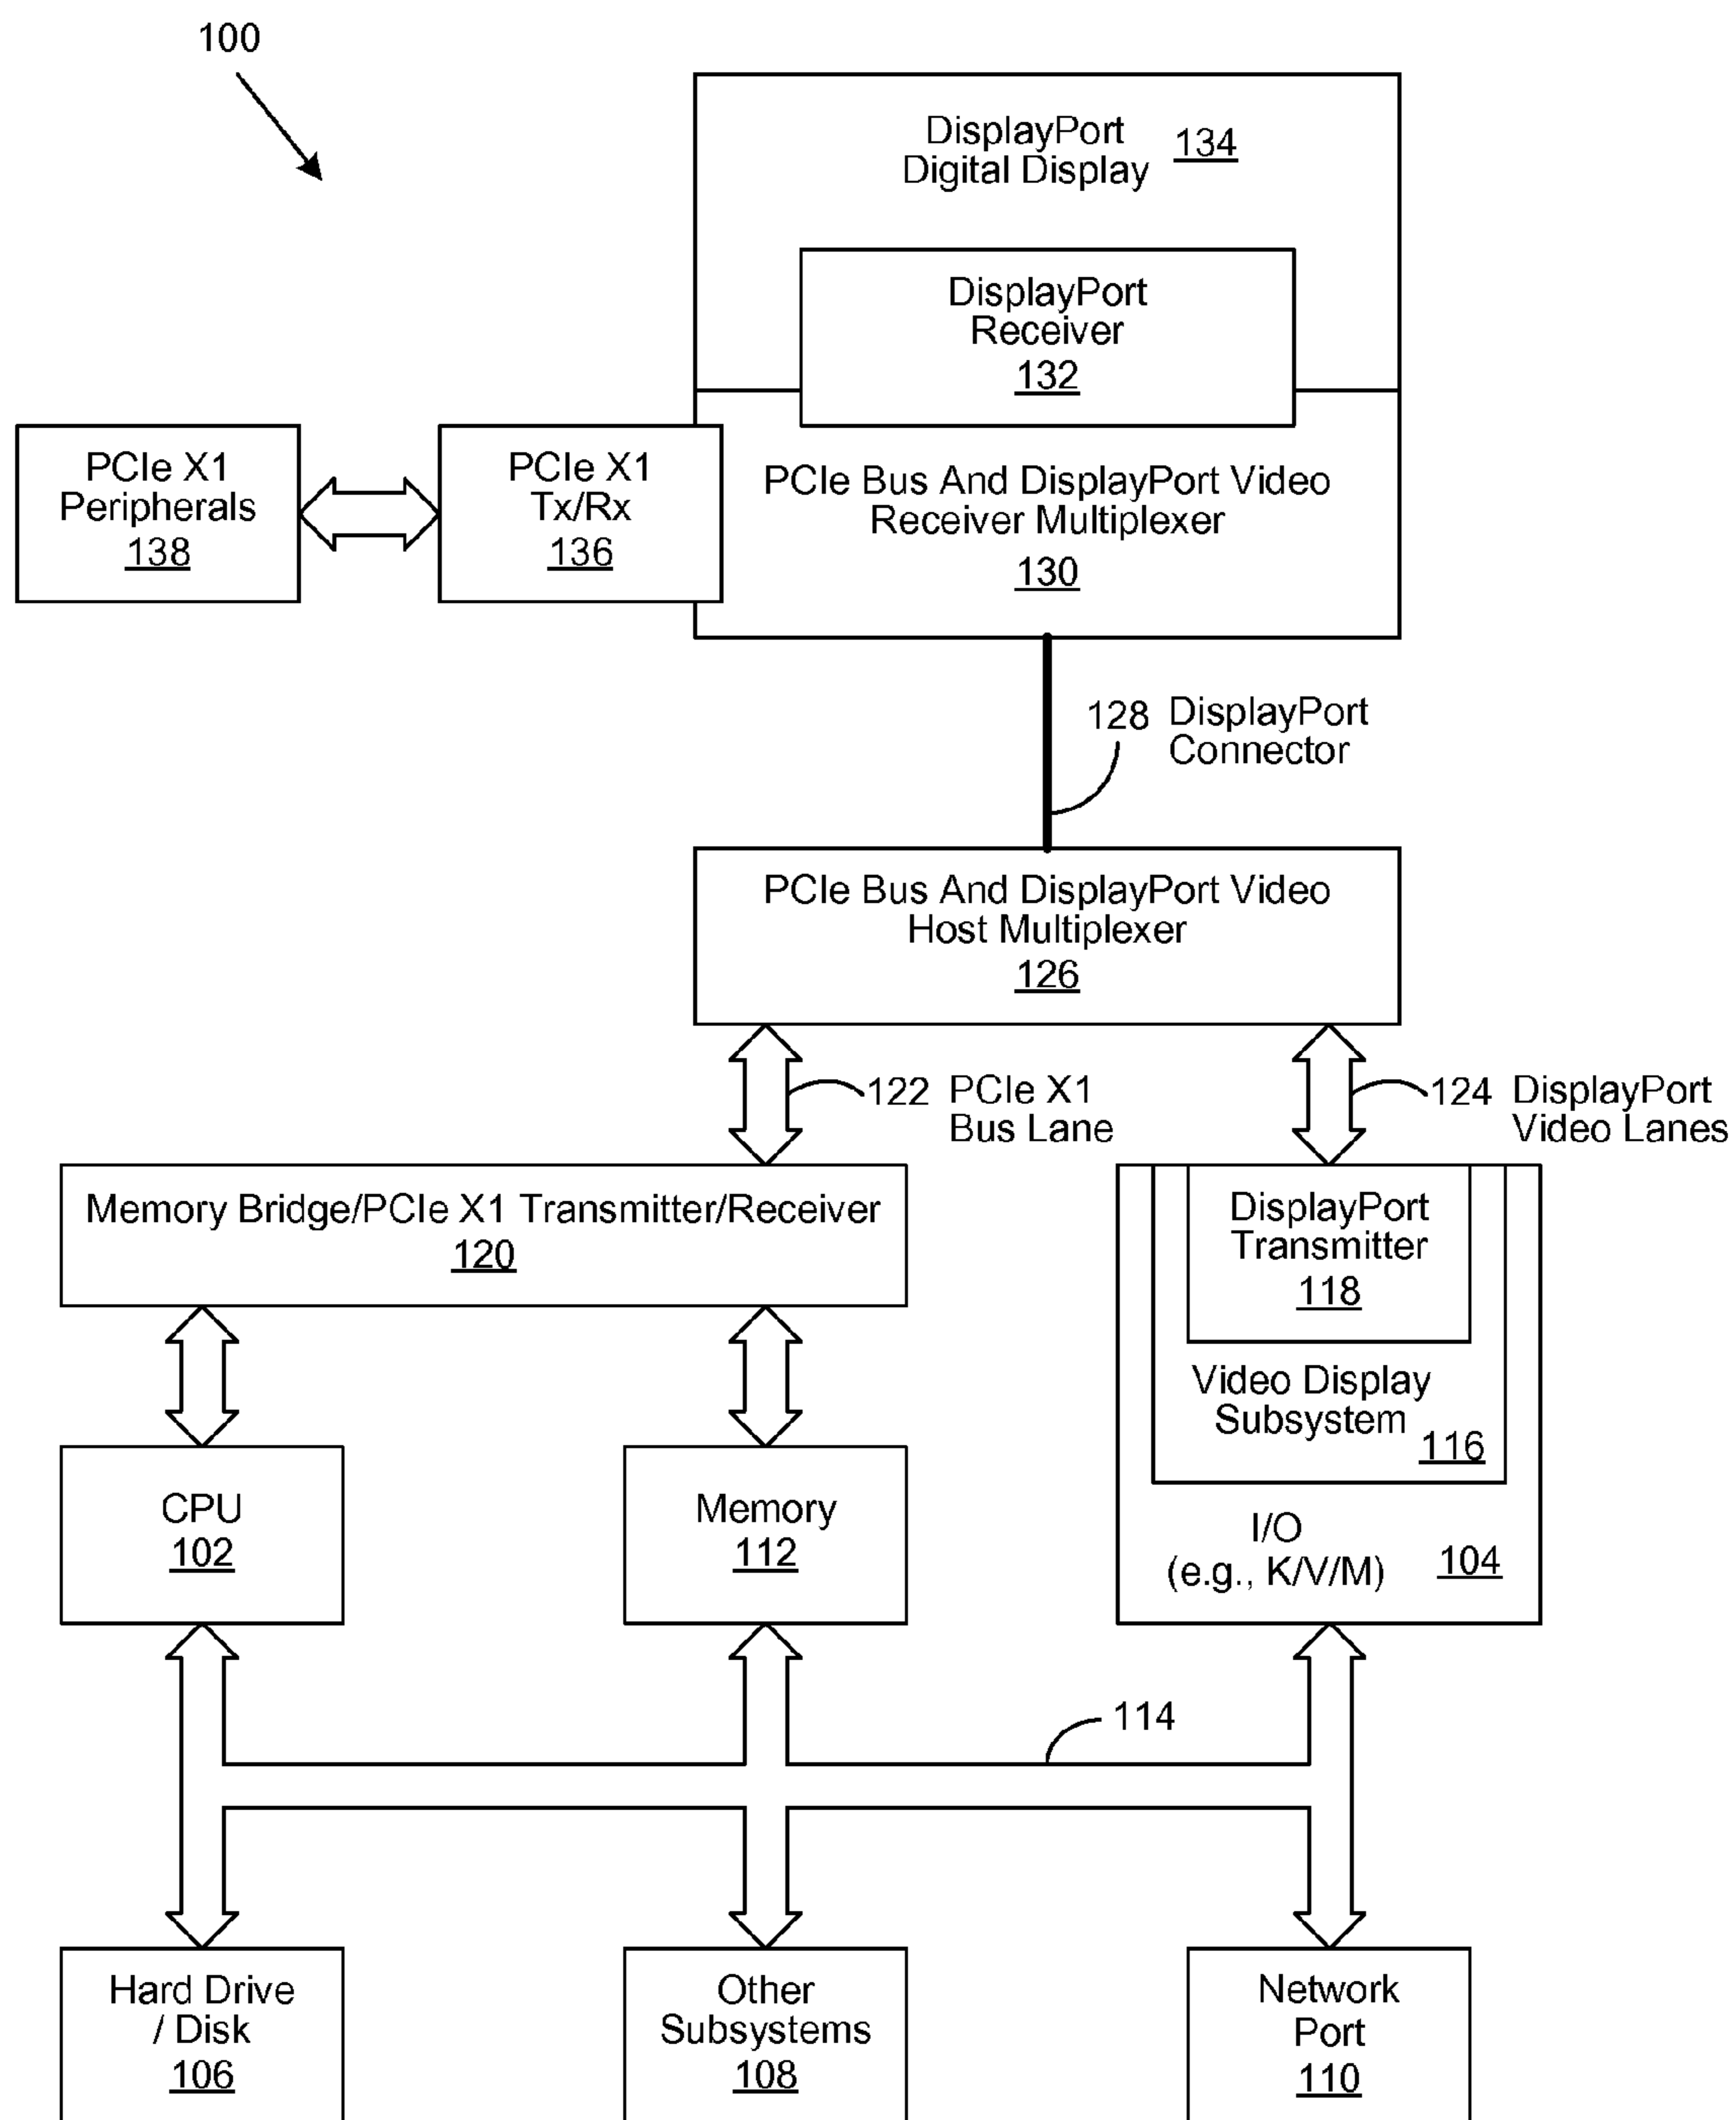 100
DisplayPort
Digital Display
134
DisplayPort
Receiver
132
PCIe X1
Peripherals
138
PCIe X1
Tx/Rx
136
PCIe Bus And DisplayPort Video
Receiver Multiplexer
130
128 DisplayPort
Connector
PCIe Bus And DisplayPort Video
Host Multiplexer
126
122 PCIe X1
Bus Lane
124 DisplayPort
Video Lanes
Memory Bridge/PCIe X1 Transmitter/Receiver
120
DisplayPort
Transmitter
118
Video Display
Subsystem
116
CPU
102
Memory
112
I/O
(e.g., K/V/M)
104
114
Hard Drive
/ Disk
106
Other
Subsystems
108
Network
Port
110